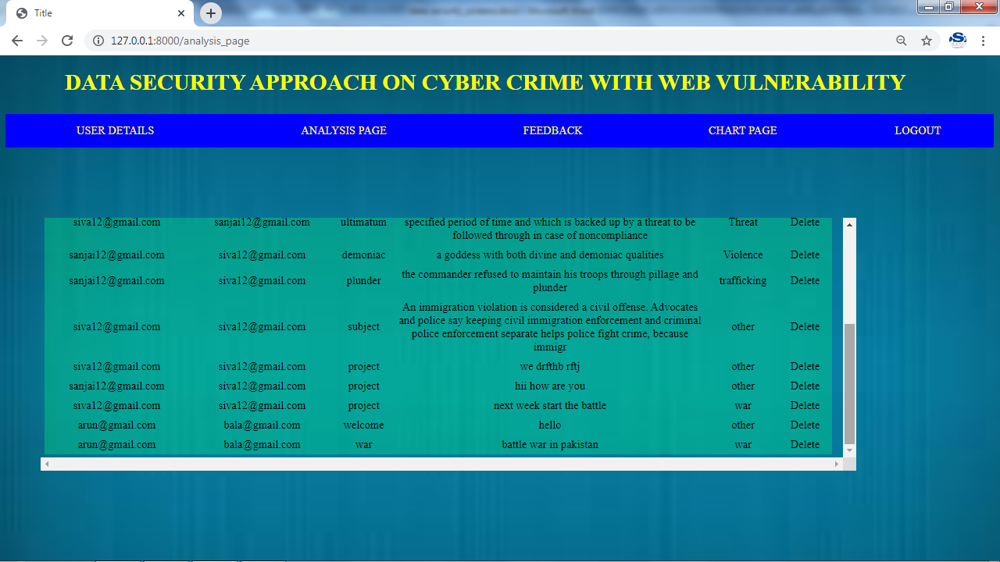 Title
127.0.0.1:8000/analysis_page
DATA SECURITY APPROACH ON CYBER CRIME WITH WEB VULNERABILITY
USER DETAILS ANALYSIS PAGE FEEDBACK CHART PAGE LOGOUT
siva12@gmail.com sanjai12@gmail.com ultimatum specified period of time and which is backed up by a threat to be Threat Delete
followed through in case of noncompliance
sanjai12@gmail.com siva12@gmail.com demoniac a goddess with both divine and demoniac qualities Violence Delete
the commander refused to maintain his troops through pillage and
sanjai12@gmail.com siva12@gmail.com plunder trafficking Delete
plunder
An immigration violation is considered a civil offense. Advocates
and police say keeping civil immigration enforcement and criminal
siva12@gmail.com siva12@gmail.com subject other Delete
police enforcement separate helps police fight crime, because
immigr
siva12@gmail.com siva12@gmail.com project we drfthb rftj other Delete
sanjai12@gmail.com siva12@gmail.com project hii how are you other Delete
siva12@gmail.com siva12@gmail.com project next week start the battle war Delete
arun@gmail.com bala@gmail.com welcome hello other Delete
arun@gmail.com bala@gmail.com war battle war in pakistan war Delete